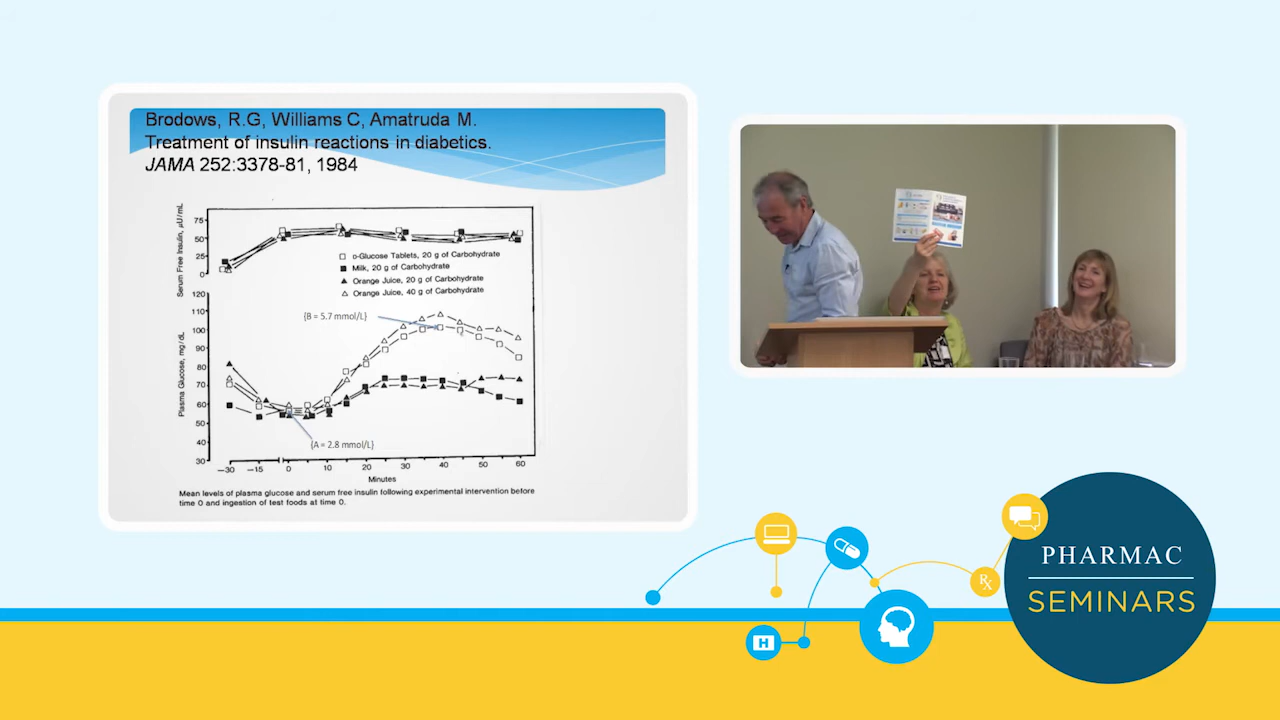 Brodows, R.G, Williams C, Amatruda M.
Treatment of insulin reactions in diabetics.
JAMA 252:3378-81, 1984
Serum Free Insulin, µU/mL
75
50
25
0
D-Glucose Tablets, 20 g of Carbohydrate
Milk, 20 g of Carbohydrate
Orange Juice, 20 g of Carbohydrate
Orange Juice, 40 g of Carbohydrate
Plasma Glucose, mg/dL
120
110
100
90
80
70
60
50
40
30
{B = 5.7 mmol/L}
{A = 2.8 mmol/L}
−30 −15 0 10 20 30 40 50 60
Minutes
Mean levels of plasma glucose and serum free insulin following experimental intervention before
time 0 and ingestion of test foods at time 0.
H
Rx
PHARMAC
SEMINARS